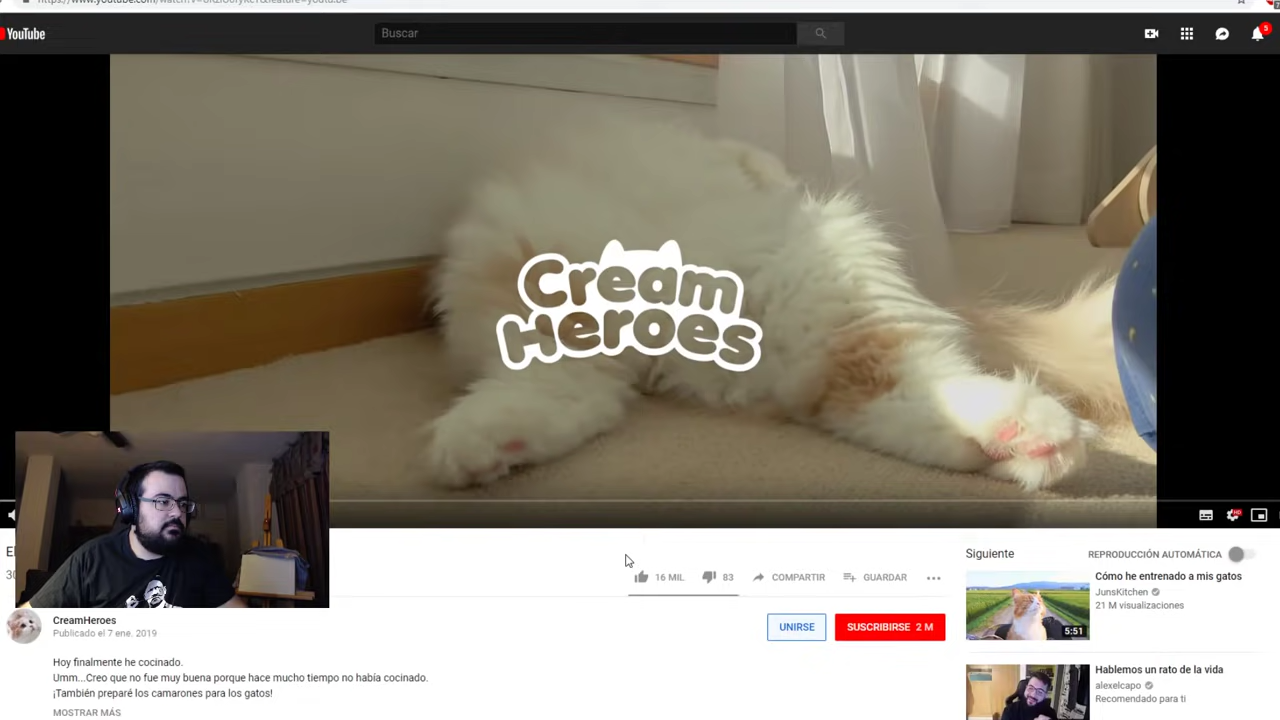 YouTube
Buscar
5
Cream
Heroes
HD
16 MIL
83
COMPARTIR
GUARDAR
CreamHeroes
Publicado el 7 ene. 2019
UNIRSE
SUSCRIBIRSE 2 M
Hoy finalmente he cocinado.
Umm...Creo que no fue muy buena porque hace mucho tiempo no había cocinado.
¡También preparé los camarones para los gatos!
MOSTRAR MÁS
Siguiente
REPRODUCCIÓN AUTOMÁTICA
Cómo he entrenado a mis gatos
JunsKitchen
21 M visualizaciones
5:51
Hablemos un rato de la vida
alexelcapo
Recomendado para ti